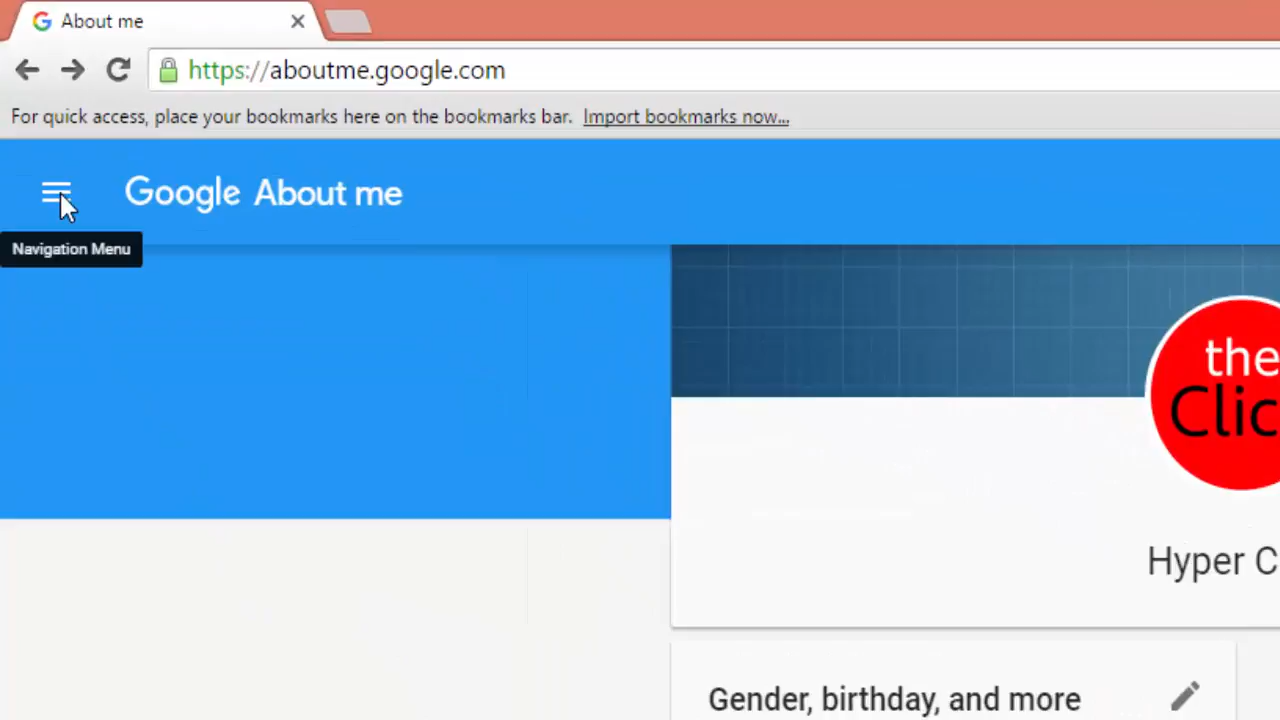 About me
https://aboutme.google.com
For quick access, place your bookmarks here on the bookmarks bar. Import bookmarks now...
Google About me
Navigation Menu
the
Clic
Hyper C
Gender, birthday, and more